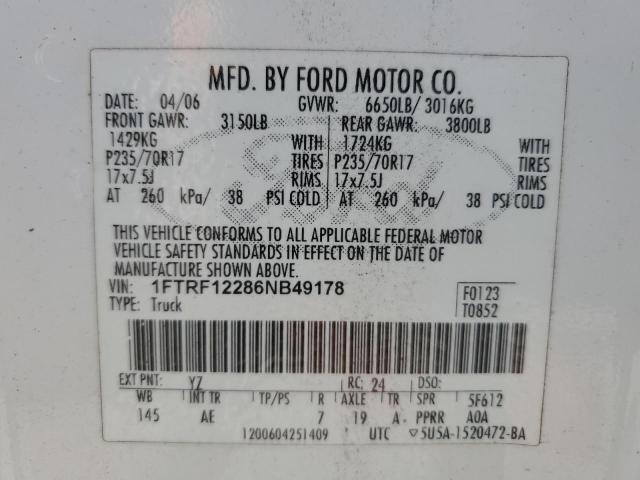 MFD. BY FORD MOTOR CO.
DATE: 04/06 GVWR: 6650LB/ 3016KG
FRONT GAWR: 3150LB REAR GAWR: 3800LB
1429KG WITH 1724KG WITH
P235/70R17 TIRES P235/70R17 TIRES
17x7.5J RIMS 17x7.5J RIMS
AT 260 kPa/ 38 PSI COLD AT 260 kPa/ 38 PSI COLD
THIS VEHICLE CONFORMS TO ALL APPLICABLE FEDERAL MOTOR
VEHICLE SAFETY STANDARDS IN EFFECT ON THE DATE OF
MANUFACTURE SHOWN ABOVE.
VIN: 1FTRF12286NB49178 F0123
TYPE: Truck T0852
EXT PNT: YZ RC: 24 DSO:
WB INT TR TP/PS R AXLE TR SPR 5F612
145 AE 7 19 A PPRR A0A
1200604251409 UTC ▽5U5A-1520472-BA
Ford